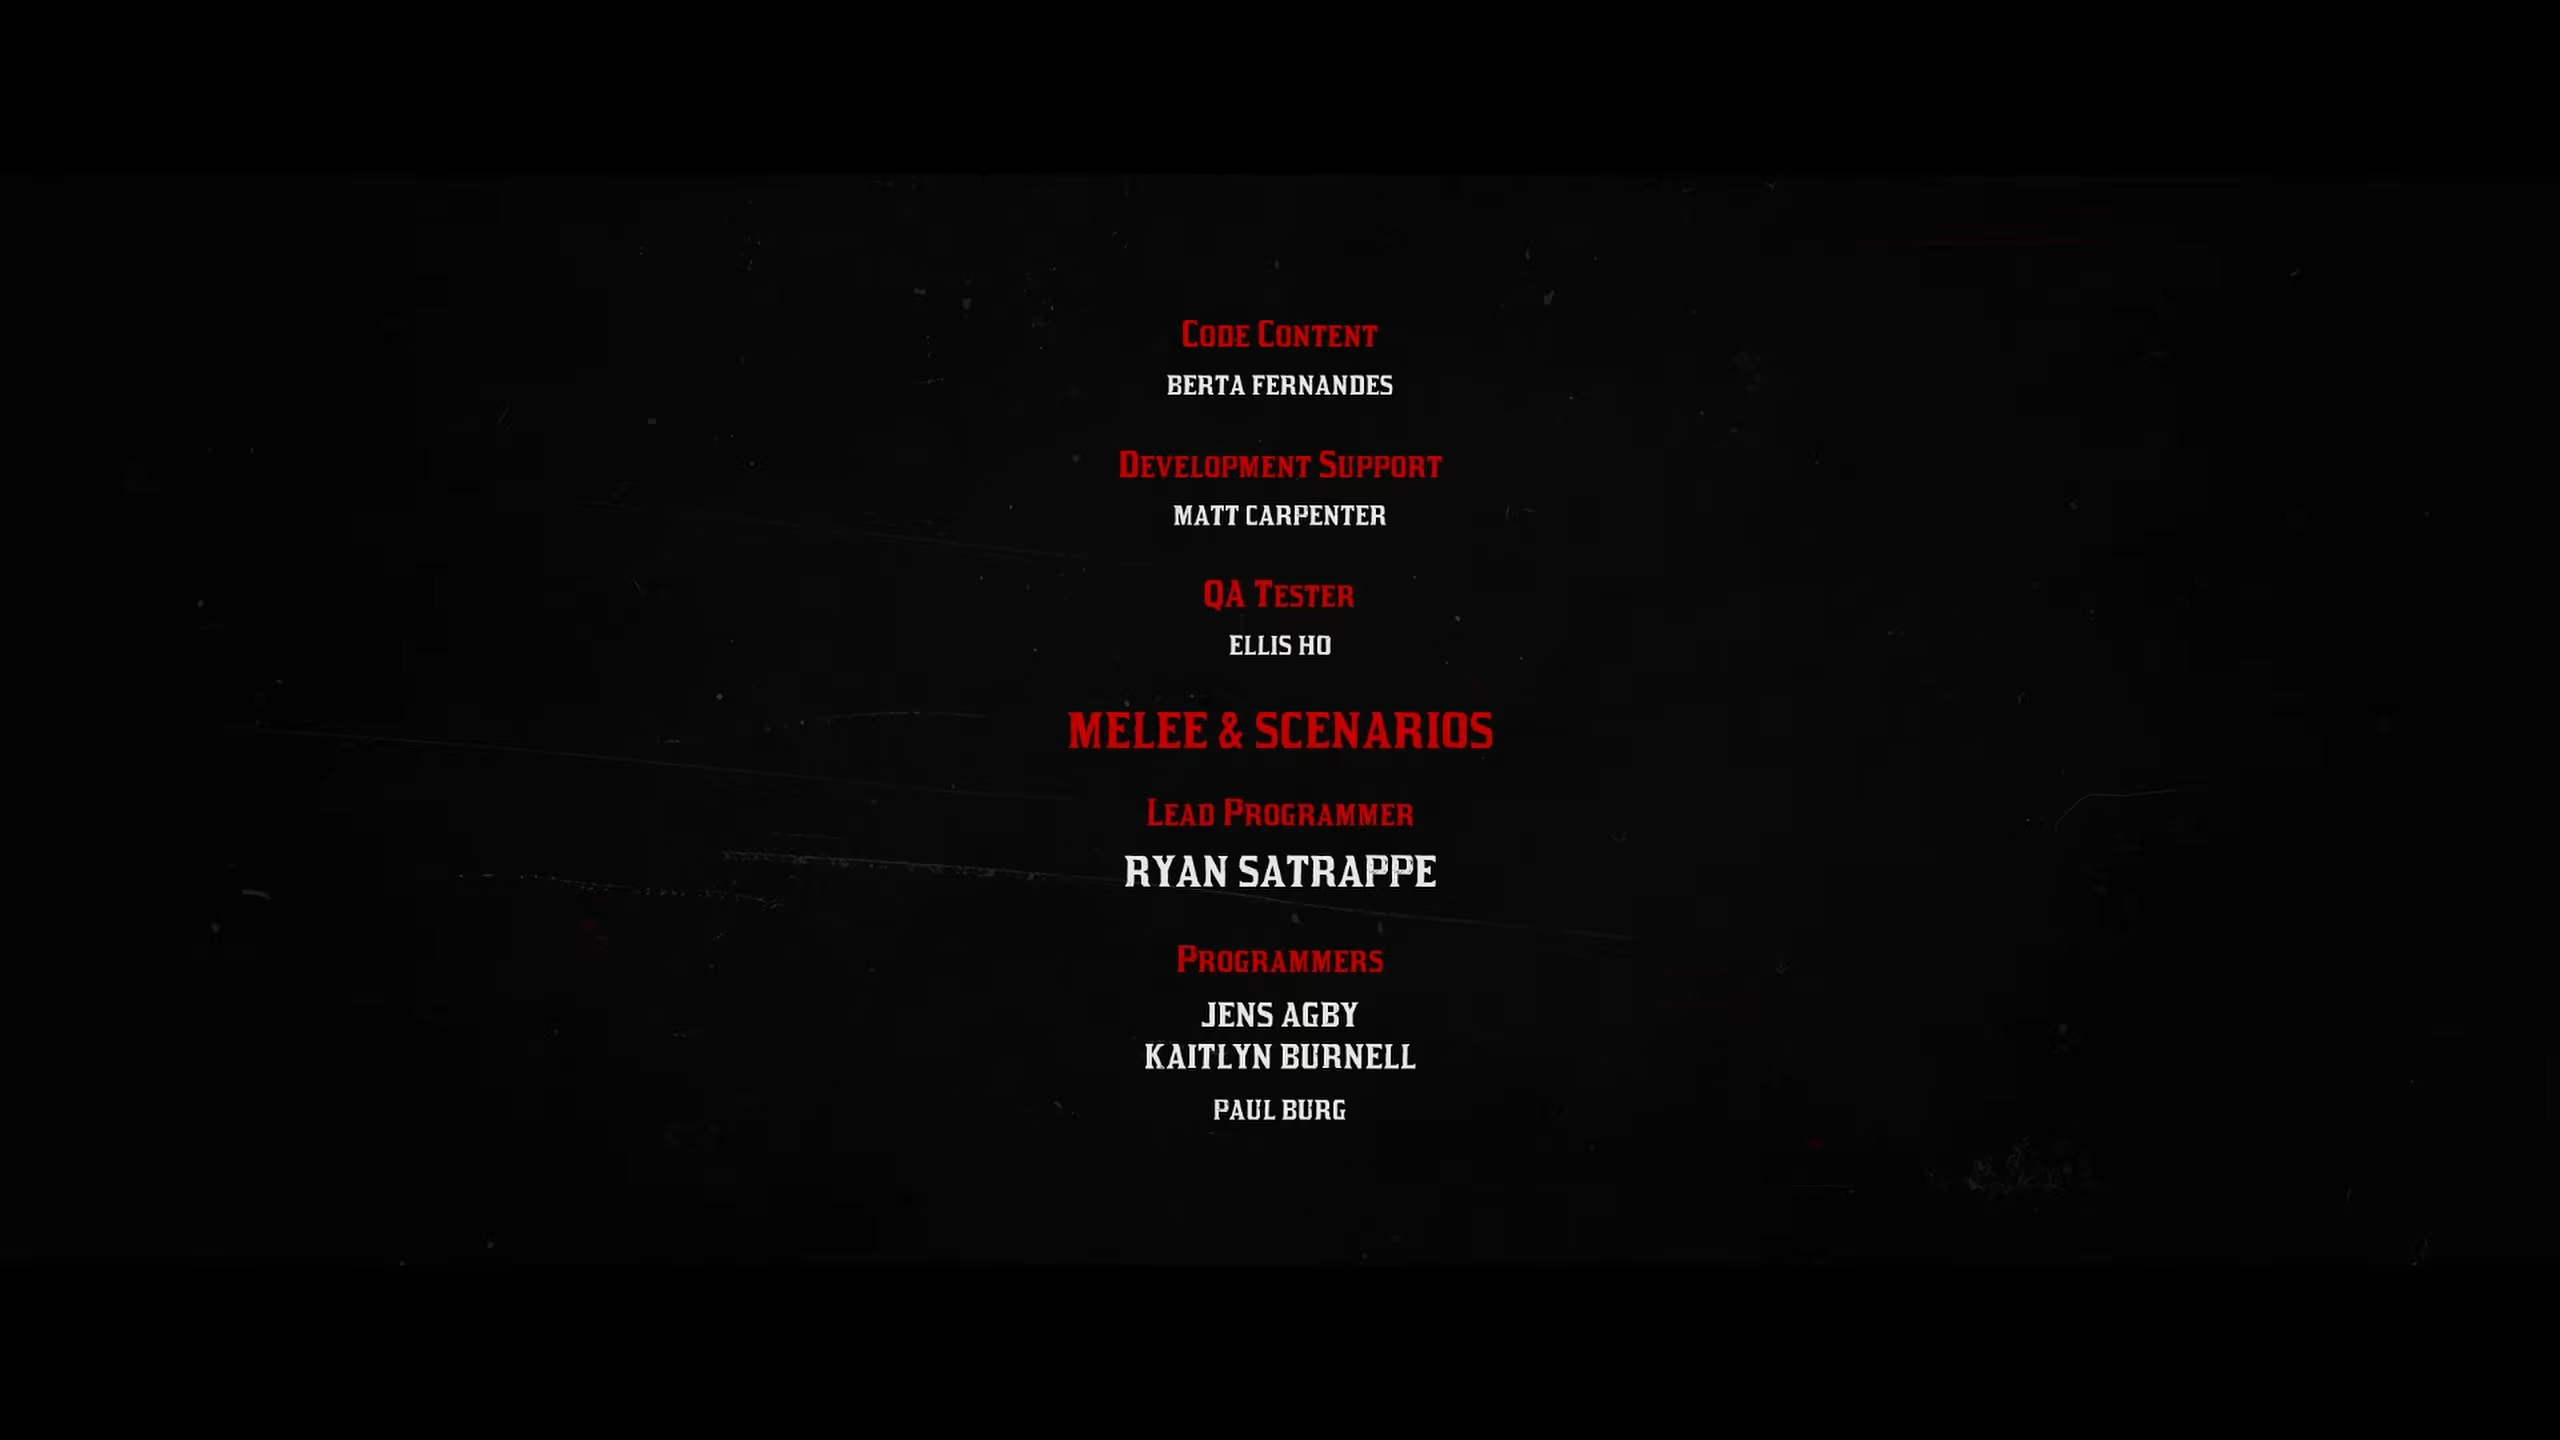 Code Content
BERTA FERNANDES
Development Support
MATT CARPENTER
QA Tester
ELLIS HO
MELEE & SCENARIOS
Lead Programmer
RYAN SATRAPPE
Programmers
JENS AGBY
KAITLYN BURNELL
PAUL BURG